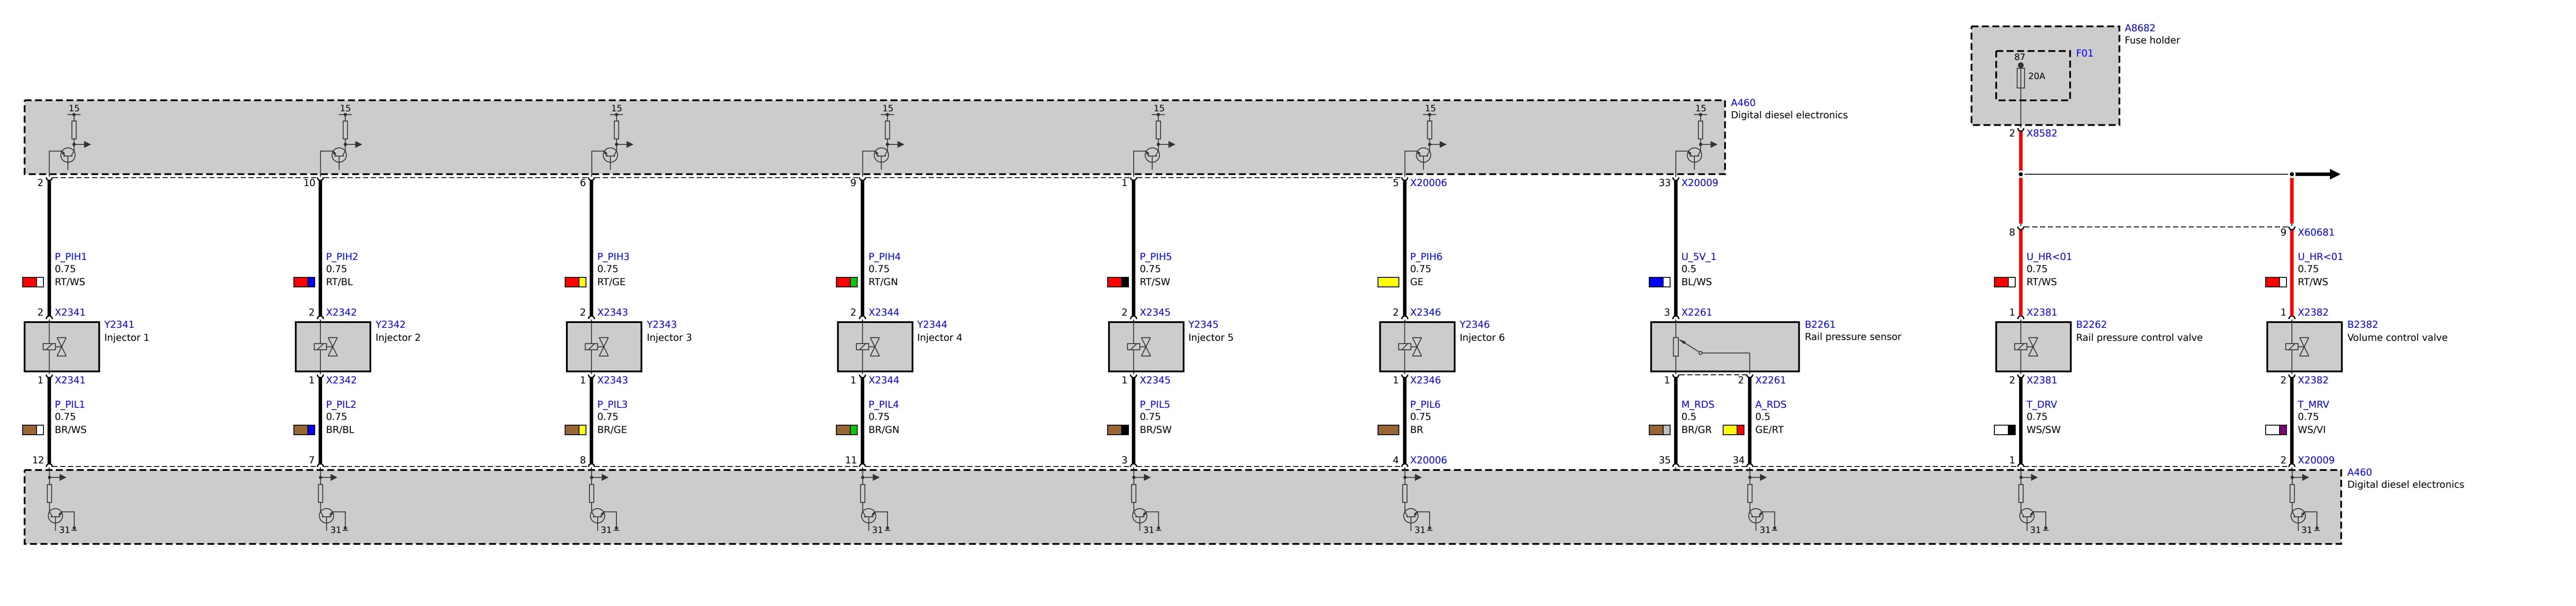 A8682
Fuse holder
F01
87
20A
15 15 15 15 15 15 15
A460
Digital diesel electronics
2 X8582
2 10 6 9 1 5 X20006 33 X20009
8 9 X60681
P_PIH1 P_PIH2 P_PIH3 P_PIH4 P_PIH5 P_PIH6 U_5V_1 U_HR<01 U_HR<01
0.75 0.75 0.75 0.75 0.75 0.75 0.5 0.75 0.75
RT/WS RT/BL RT/GE RT/GN RT/SW GE BL/WS RT/WS RT/WS
2 X2341 2 X2342 2 X2343 2 X2344 2 X2345 2 X2346 3 X2261 1 X2381 1 X2382
Y2341 Y2342 Y2343 Y2344 Y2345 Y2346 B2261 B2262 B2382
Injector 1 Injector 2 Injector 3 Injector 4 Injector 5 Injector 6 Rail pressure sensor Rail pressure control valve Volume control valve
1 X2341 1 X2342 1 X2343 1 X2344 1 X2345 1 X2346 1 2 X2261 2 X2381 2 X2382
P_PIL1 P_PIL2 P_PIL3 P_PIL4 P_PIL5 P_PIL6 M_RDS A_RDS T_DRV T_MRV
0.75 0.75 0.75 0.75 0.75 0.75 0.5 0.5 0.75 0.75
BR/WS BR/BL BR/GE BR/GN BR/SW BR BR/GR GE/RT WS/SW WS/VI
12 7 8 11 3 4 X20006 35 34 1 2 X20009
A460
Digital diesel electronics
31 31 31 31 31 31 31 31 31